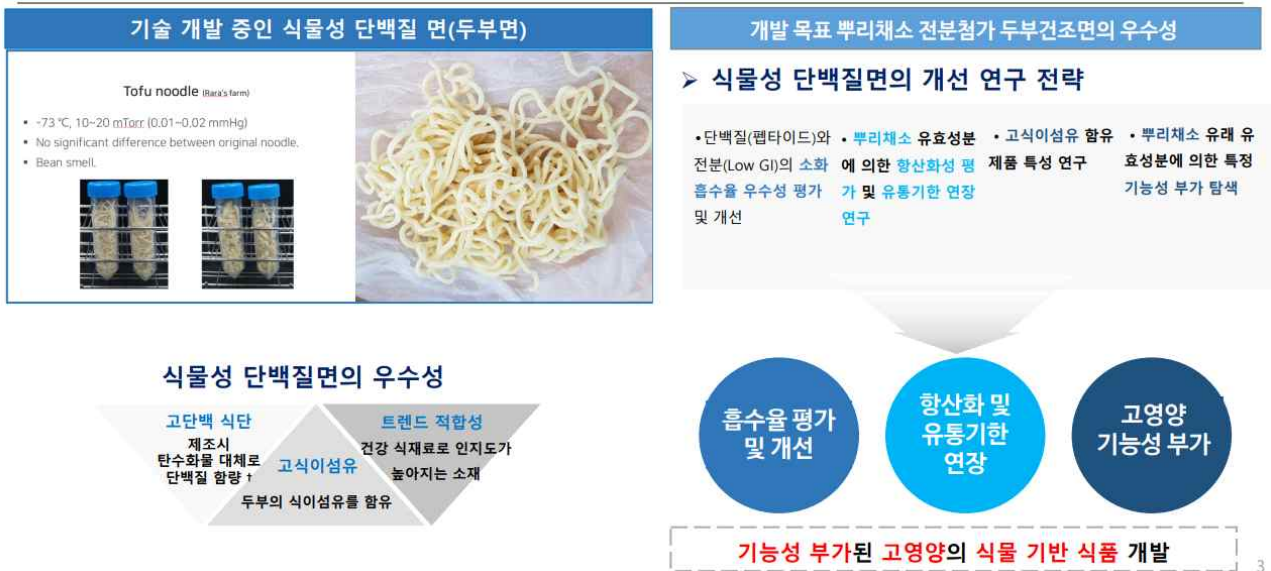 기술 개발 중인 식물성 단백질 면(두부면)
Tofu noodle (Rara's farm)
• -73 ℃, 10~20 mTorr (0.01~0.02 mmHg)
• No significant difference between original noodle.
• Bean smell.
식물성 단백질면의 우수성
고단백 식단
제조시
탄수화물 대체로
단백질 함량 ↑
고식이섬유
두부의 식이섬유를 함유
트렌드 적합성
건강 식재료로 인지도가
높아지는 소재
개발 목표 뿌리채소 전분첨가 두부건조면의 우수성
➢ 식물성 단백질면의 개선 연구 전략
•단백질(펩타이드)와
전분(Low GI)의 소화
흡수율 우수성 평가
및 개선
• 뿌리채소 유효성분
에 의한 항산화성 평
가 및 유통기한 연장
연구
• 고식이섬유 함유
제품 특성 연구
• 뿌리채소 유래 유
효성분에 의한 특정
기능성 부가 탐색
흡수율 평가
및 개선
항산화 및
유통기한
연장
고영양
기능성 부가
기능성 부가된 고영양의 식물 기반 식품 개발
3